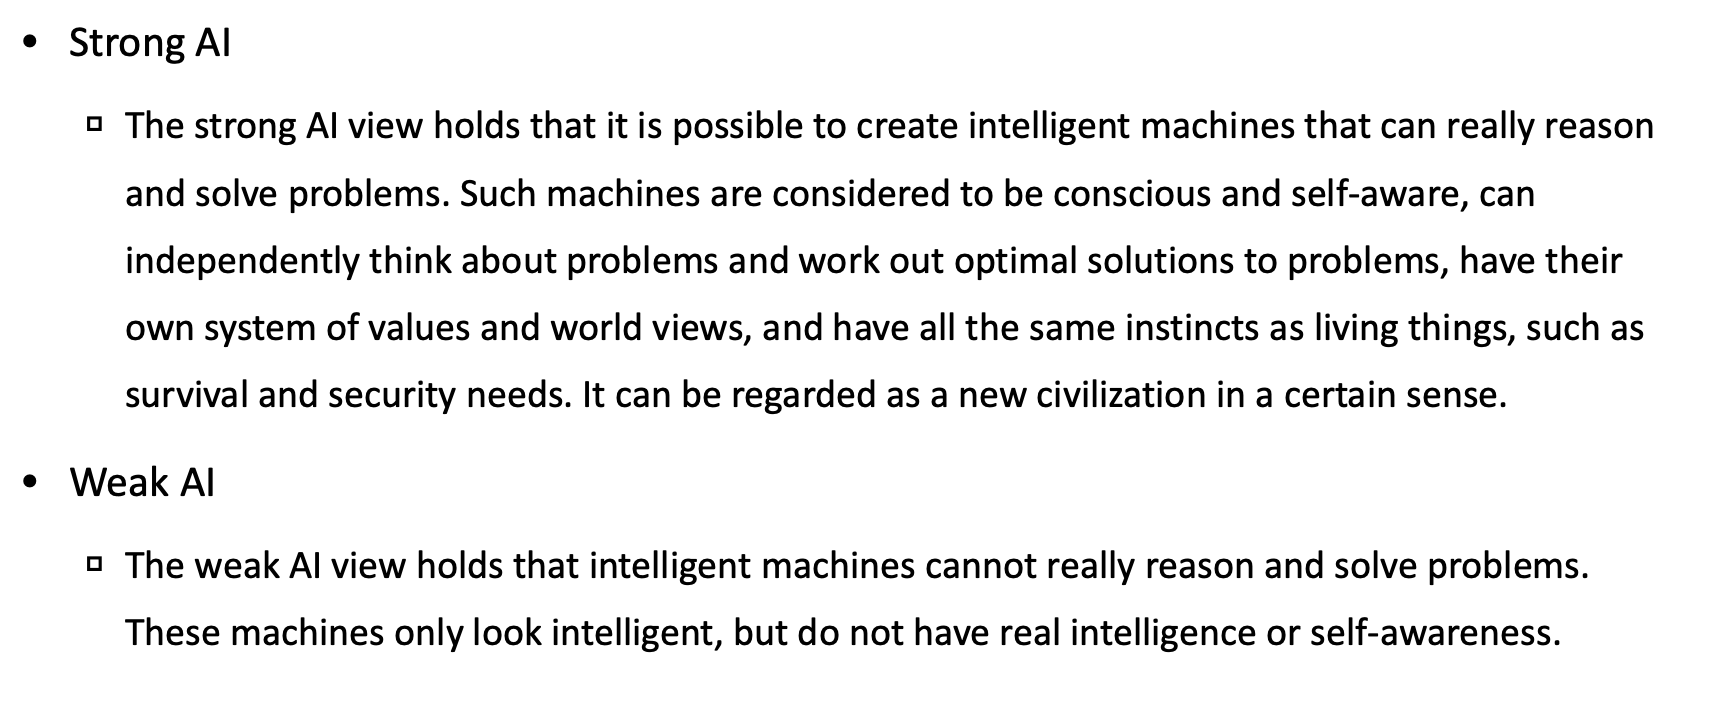 • Strong AI
▫ The strong AI view holds that it is possible to create intelligent machines that can really reason
and solve problems. Such machines are considered to be conscious and self-aware, can
independently think about problems and work out optimal solutions to problems, have their
own system of values and world views, and have all the same instincts as living things, such as
survival and security needs. It can be regarded as a new civilization in a certain sense.
• Weak AI
▫ The weak AI view holds that intelligent machines cannot really reason and solve problems.
These machines only look intelligent, but do not have real intelligence or self-awareness.